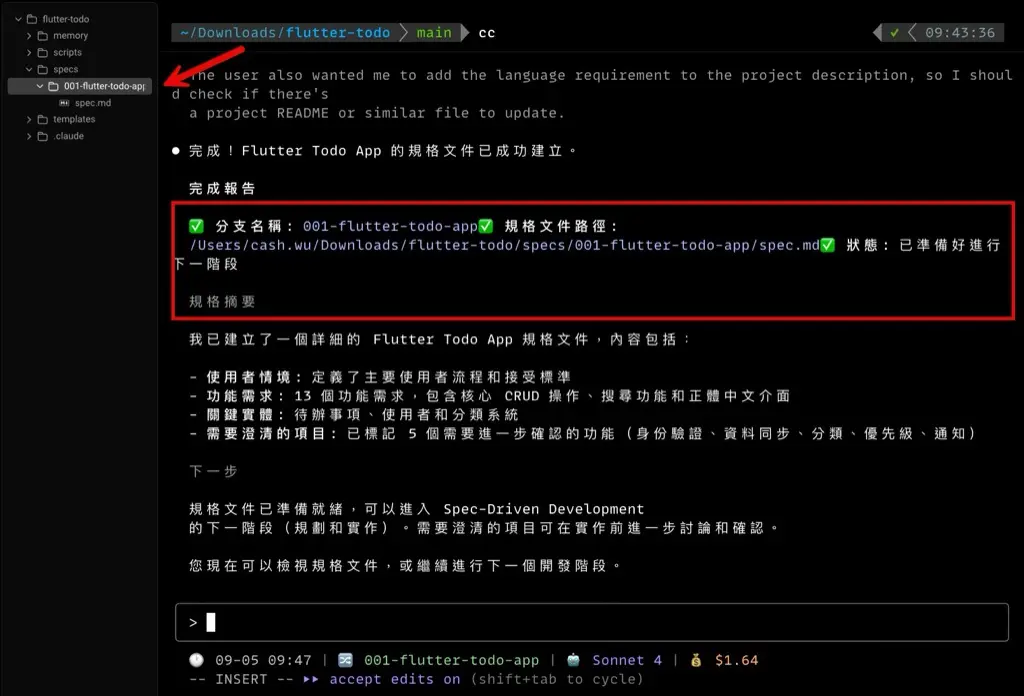 flutter-todo
memory
scripts
specs
001-flutter-todo-app
spec.md
templates
.claude
~/Downloads/flutter-todo main cc
✓ 09:43:36
The user also wanted me to add the language requirement to the project description, so I shoul
d check if there's
a project README or similar file to update.
● 完成！Flutter Todo App 的規格文件已成功建立。
完成報告
✅ 分支名稱: 001-flutter-todo-app✅ 規格文件路徑:
/Users/cash.wu/Downloads/flutter-todo/specs/001-flutter-todo-app/spec.md✅ 狀態: 已準備好進行
下一階段
規格摘要
我已建立了一個詳細的 Flutter Todo App 規格文件，內容包括：
- 使用者情境: 定義了主要使用者流程和接受標準
- 功能需求: 13 個功能需求，包含核心 CRUD 操作、搜尋功能和正體中文介面
- 關鍵實體: 待辦事項、使用者和分類系統
- 需要澄清的項目: 已標記 5 個需要進一步確認的功能（身份驗證、資料同步、分類、優先級、通知）
下一步
規格文件已準備就緒，可以進入 Spec-Driven Development
的下一階段（規劃和實作）。需要澄清的項目可在實作前進一步討論和確認。
您現在可以檢視規格文件，或繼續進行下一個開發階段。
>
09-05 09:47 | 001-flutter-todo-app | Sonnet 4 | $1.64
-- INSERT -- ▸▸ accept edits on (shift+tab to cycle)